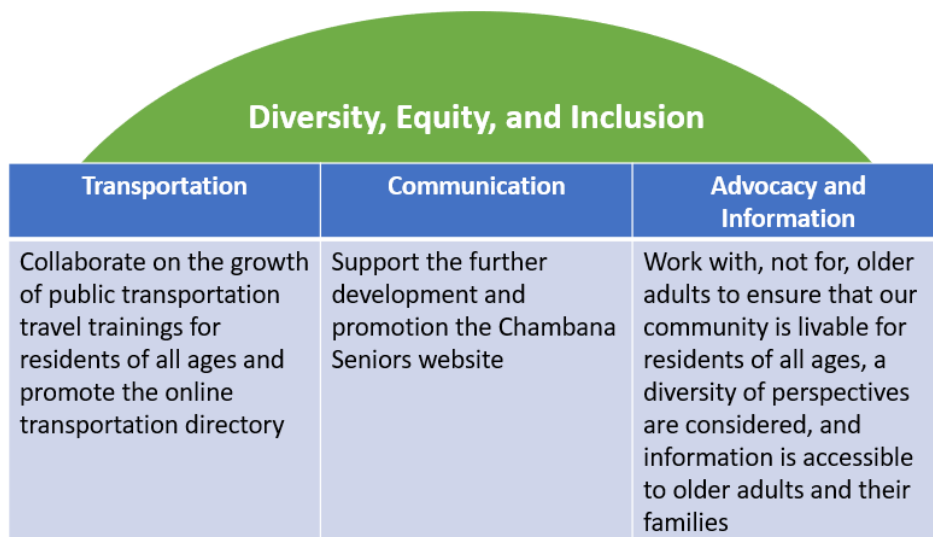 Diversity, Equity, and Inclusion
Transportation
Communication
Advocacy and
Information
Collaborate on the growth
of public transportation
travel trainings for
residents of all ages and
promote the online
transportation directory
Support the further
development and
promotion the Chambana
Seniors website
Work with, not for, older
adults to ensure that our
community is livable for
residents of all ages, a
diversity of perspectives
are considered, and
information is accessible
to older adults and their
families